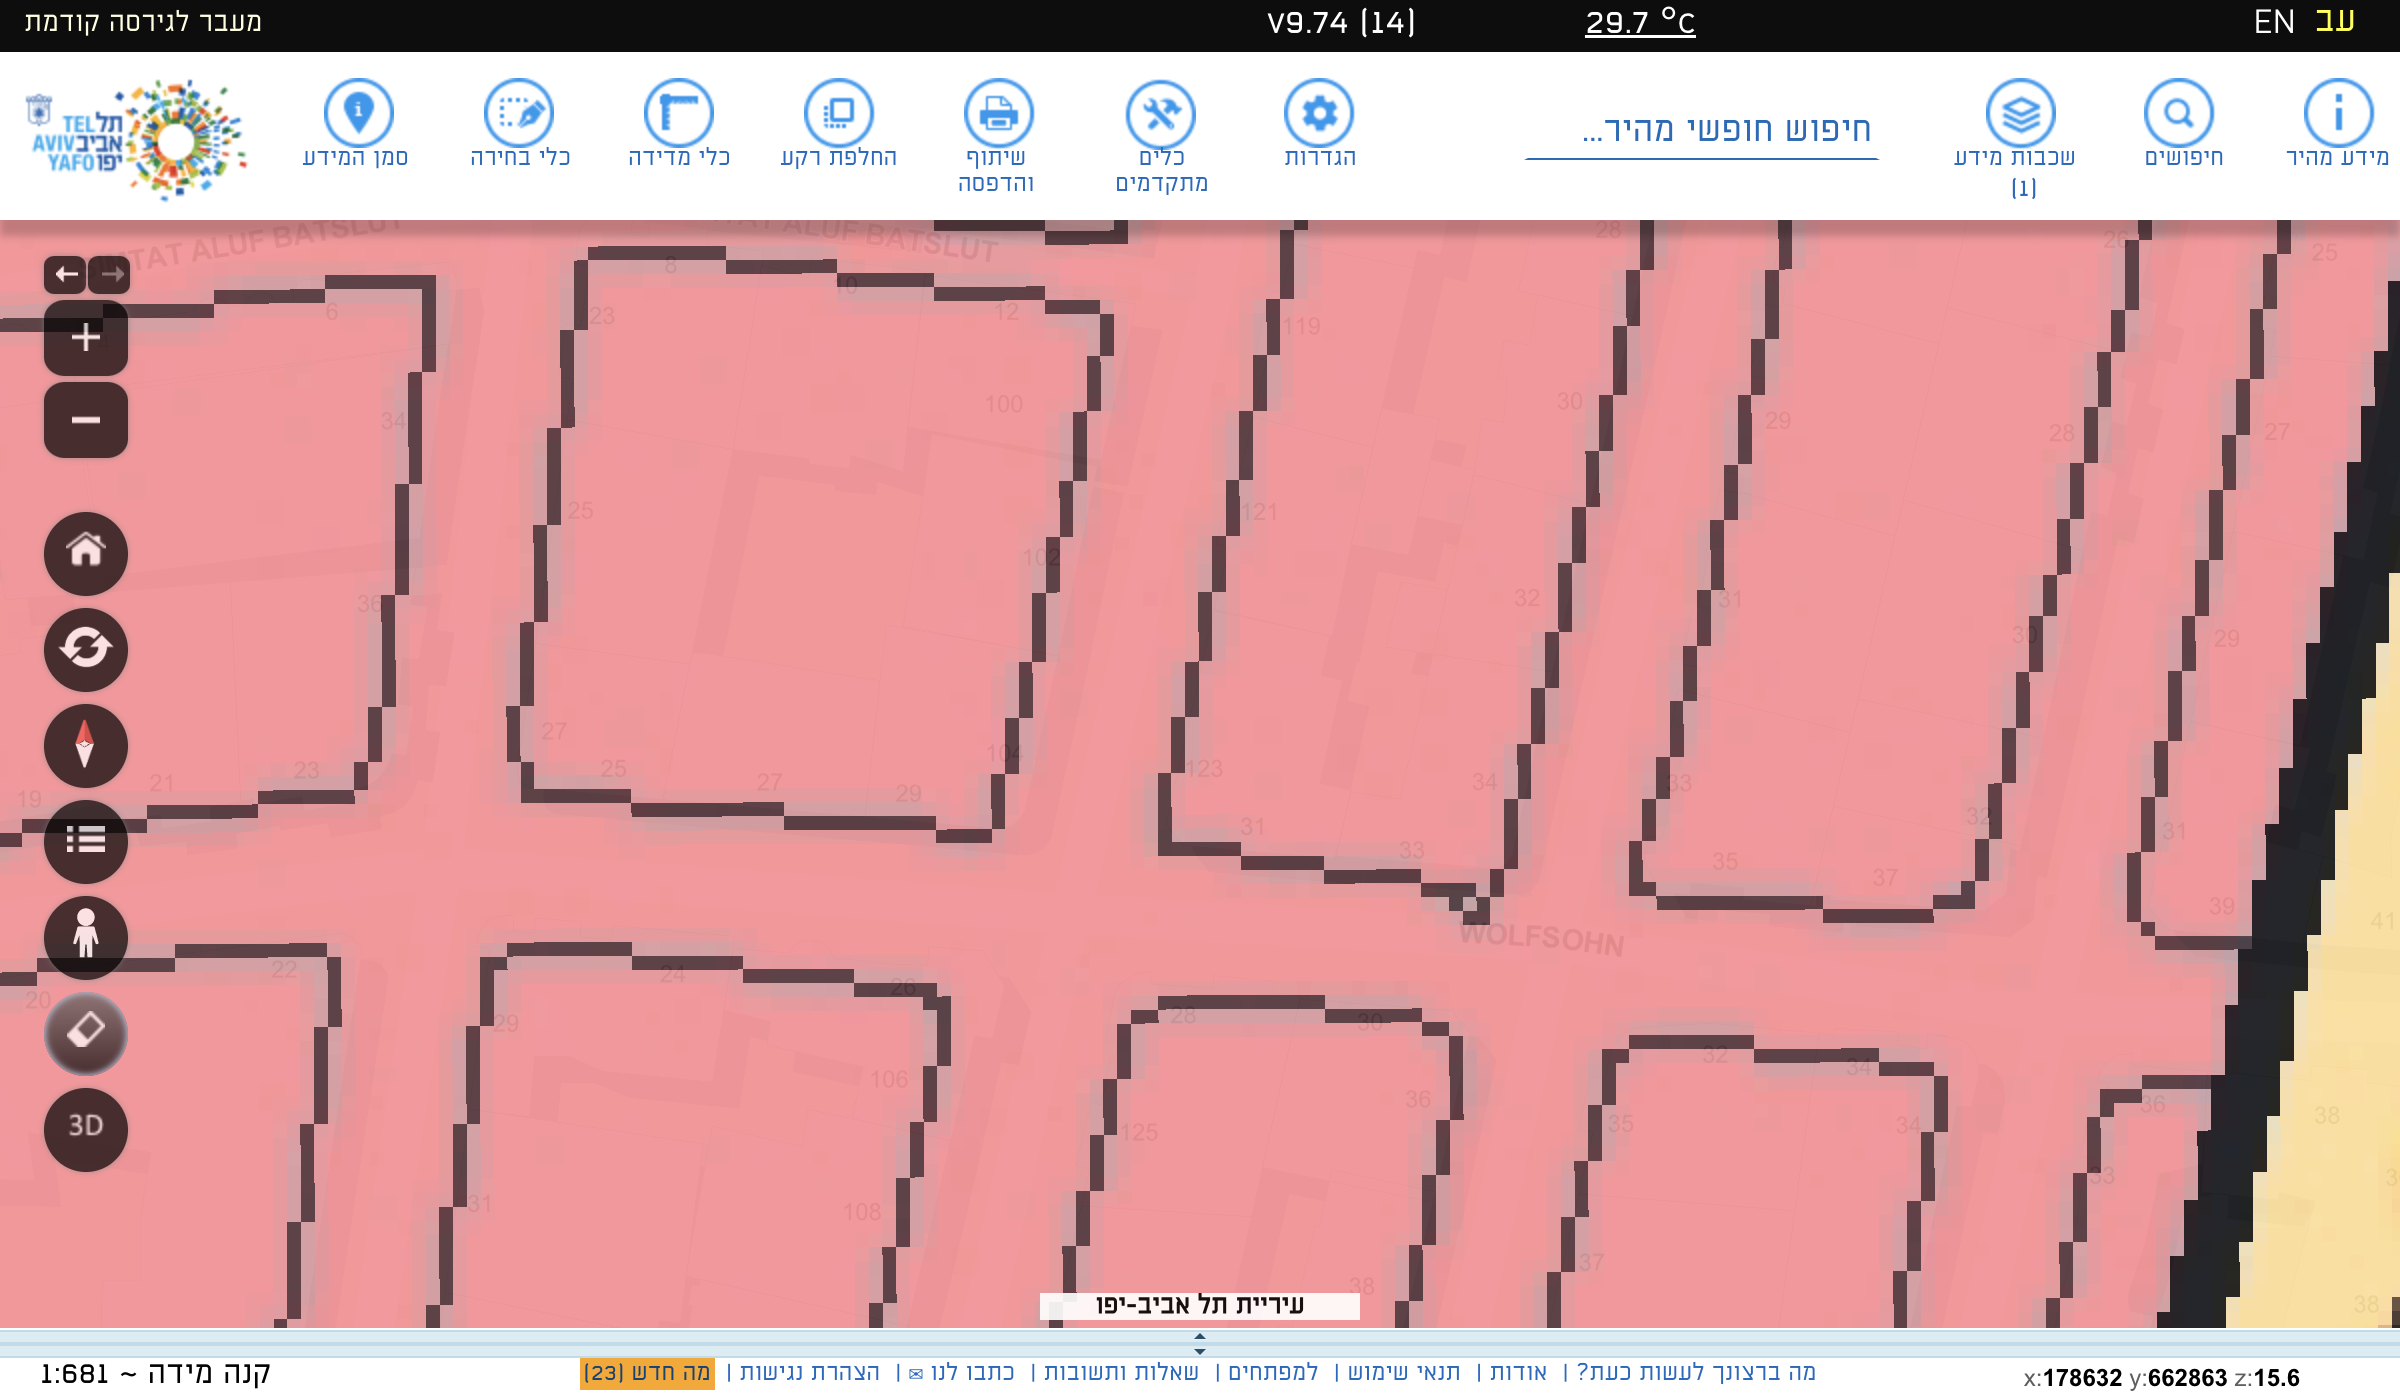 מעבר לגירסה קודמת
V9.74 (14)
29.7 °C
EN עב
תל
אביב
יפו
TEL
AVIV
YAFO
סמן המידע
כלי בחירה
כלי מדידה
החלפת רקע
שיתוף
והדפסה
כלים
מתקדמים
הגדרות
חיפוש חופשי מהיר...
שכבות מידע
(1)
חיפושים
מידע מהיר
SIMTAT ALUF BATSLUT
ALUF BATSLUT
28
26
25
8
10
12
6
23
119
100
34
30
29
28
27
25
121
102
36
32
31
30
29
27
104
123
34
33
32
31
19
21
23
25
27
29
31
33
35
37
39
41
WOLFSOHN
20
22
24
26
28
30
32
34
36
38
29
106
125
36
35
34
33
31
108
37
38
38
3D
עיריית תל אביב-יפו
קנה מידה ~ 1:681
מה ברצונך לעשות כעת? | אודות | תנאי שימוש | למפתחים | שאלות ותשובות | כתבו לנו ✉ | הצהרת נגישות | מה חדש (23)
x:178632 y:662863 z:15.6